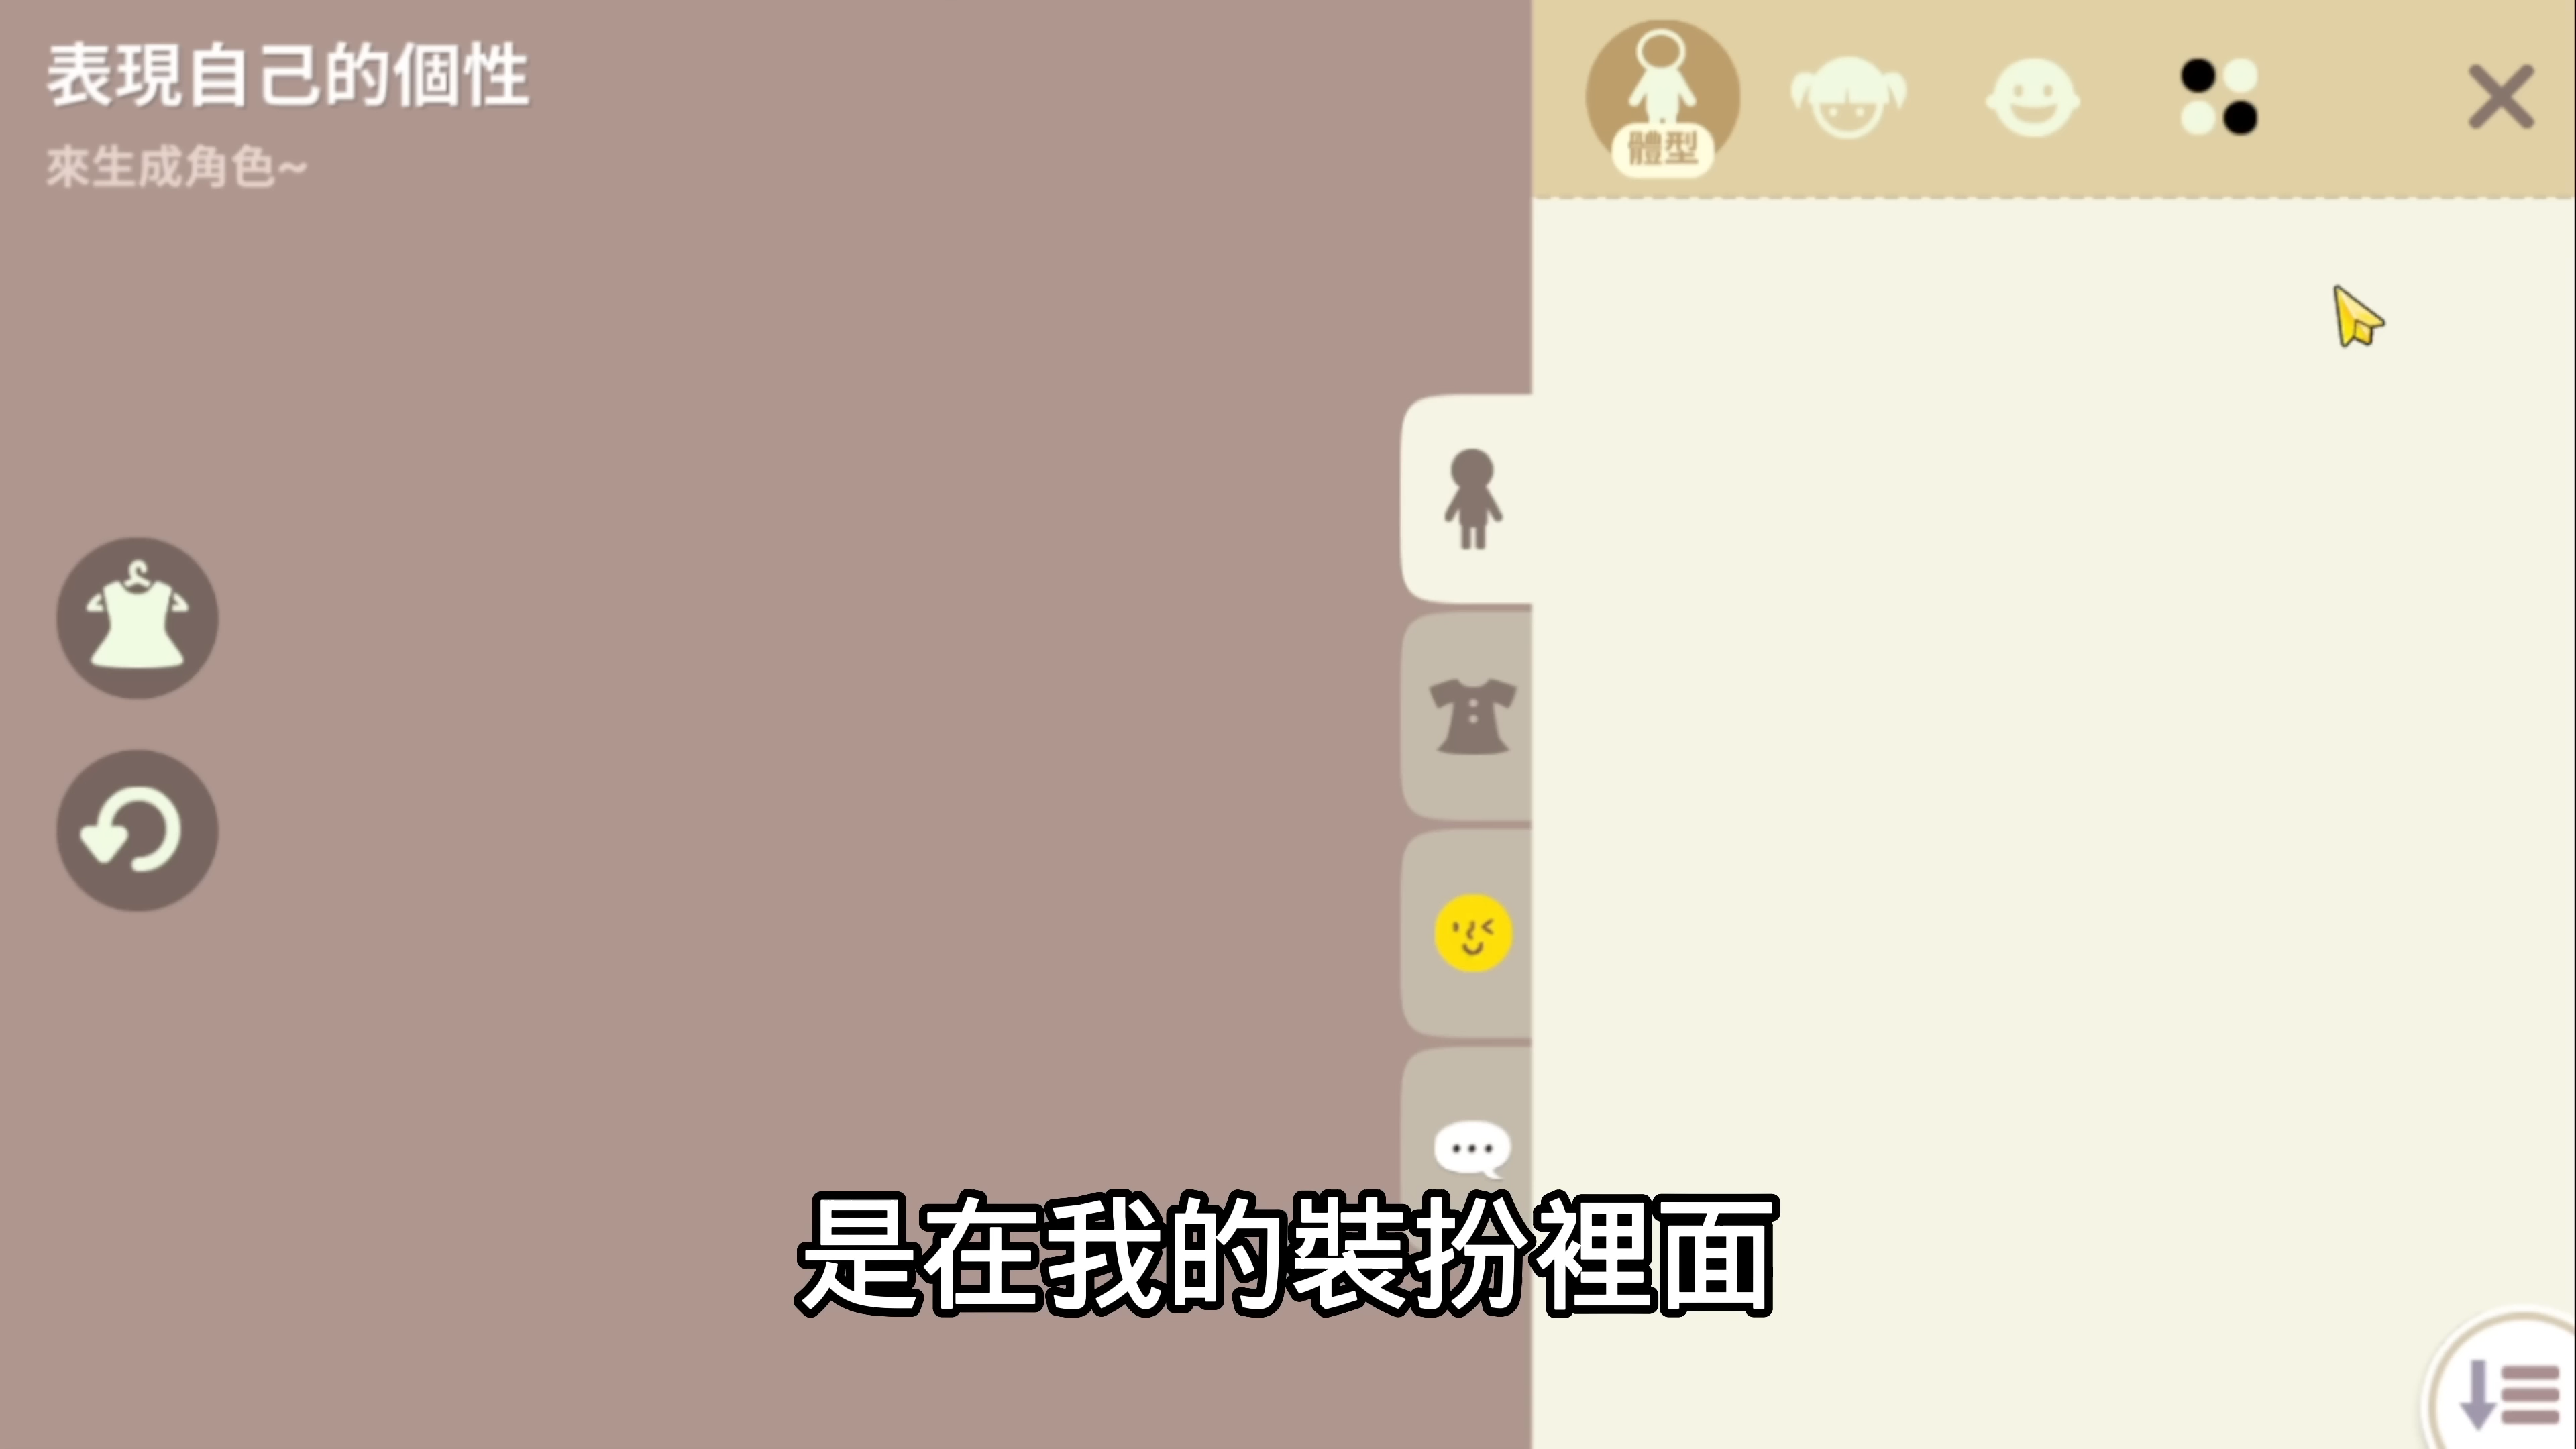 表現自己的個性
來生成角色~
體型
是在我的裝扮裡面